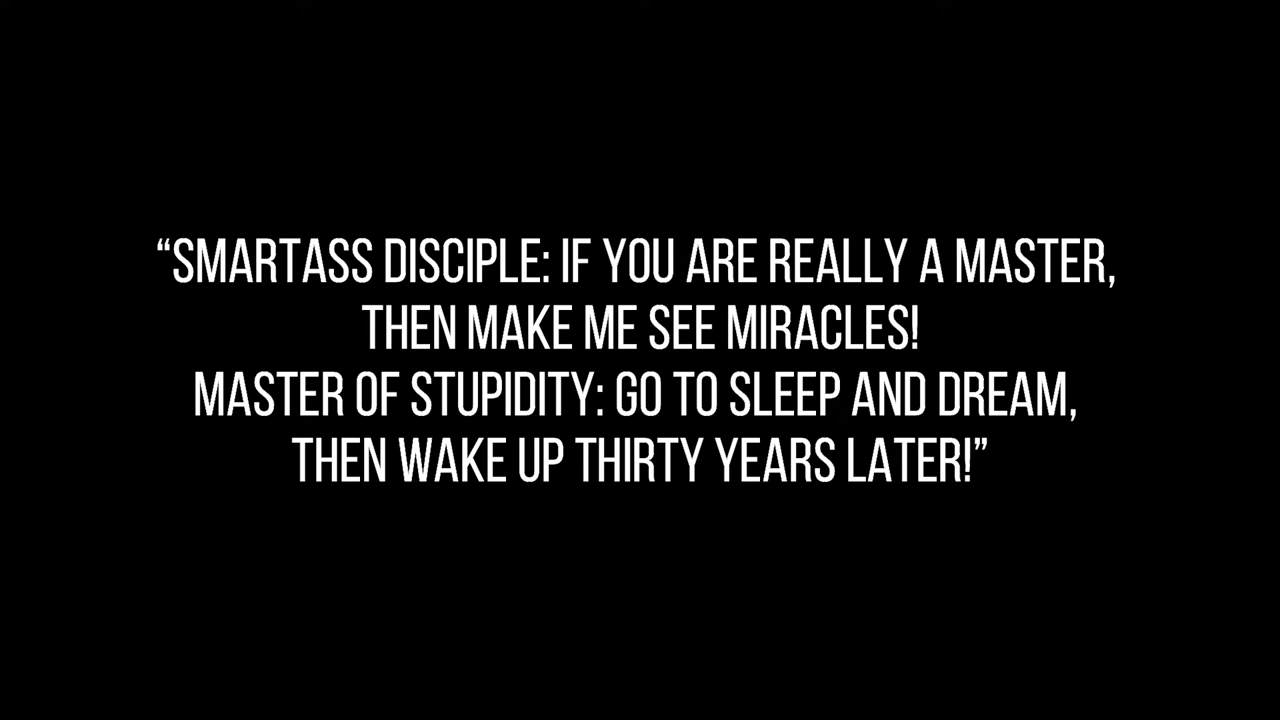 “SMARTASS DISCIPLE: IF YOU ARE REALLY A MASTER,
THEN MAKE ME SEE MIRACLES!
MASTER OF STUPIDITY: GO TO SLEEP AND DREAM,
THEN WAKE UP THIRTY YEARS LATER!”